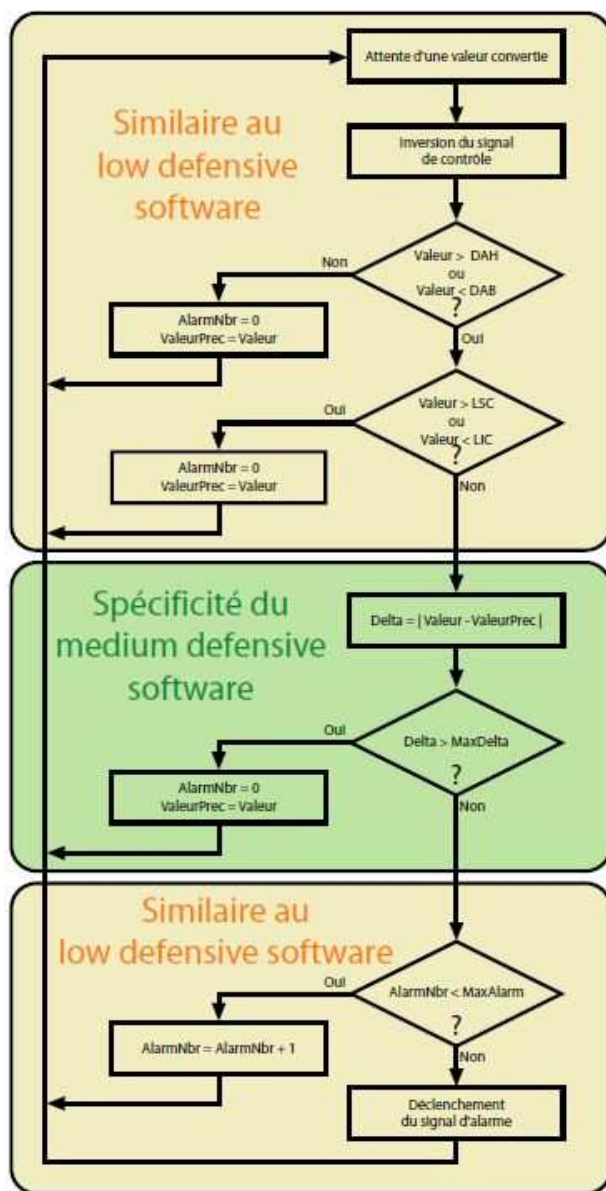 Attente d'une valeur convertie
Similaire au
low defensive
software
Inversion du signal
de contrôle
Valeur > DAH
ou
Valeur < DAB
?
Non
Oui
AlarmNbr = 0
ValeurPrec = Valeur
Valeur > LSC
ou
Valeur < LIC
?
Oui
Non
AlarmNbr = 0
ValeurPrec = Valeur
Spécificité du
medium defensive
software
Delta = | Valeur - ValeurPrec |
Delta > MaxDelta
?
Oui
Non
AlarmNbr = 0
ValeurPrec = Valeur
Similaire au
low defensive software
AlarmNbr < MaxAlarm
?
Oui
Non
AlarmNbr = AlarmNbr + 1
Déclenchement
du signal d'alarme